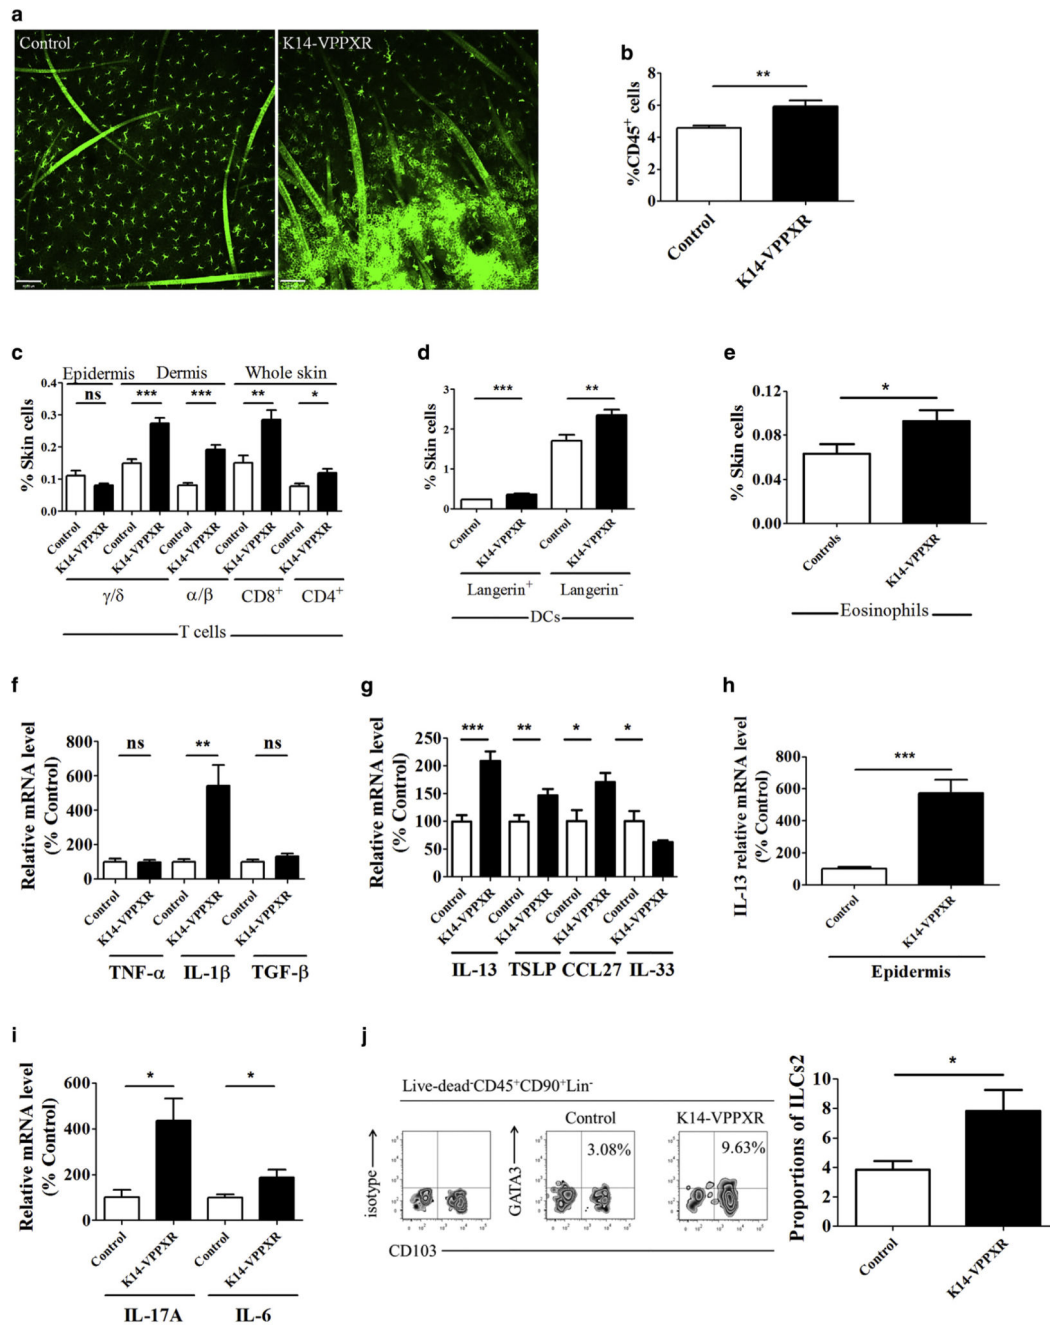 a
Control
K14-VPPXR
b
%CD45⁺ cells
8
6
4
2
0
**
Control
K14-VPPXR
c
Epidermis Dermis Whole skin
% Skin cells
0.4
0.3
0.2
0.1
0.0
ns *** *** ** *
Control K14-VPPXR Control K14-VPPXR Control K14-VPPXR Control K14-VPPXR Control K14-VPPXR
γ/δ α/β CD8⁺ CD4⁺
T cells
d
% Skin cells
3
2
1
0
*** **
Control K14-VPPXR Control K14-VPPXR
Langerin⁺ Langerin⁻
DCs
e
% Skin cells
0.12
0.08
0.04
0.00
*
Controls K14-VPPXR
Eosinophils
f
Relative mRNA level
(% Control)
800
600
400
200
0
ns ** ns
Control K14-VPPXR Control K14-VPPXR Control K14-VPPXR
TNF-α IL-1β TGF-β
g
Relative mRNA level
(% Control)
250
200
150
100
50
0
*** ** * *
Control K14-VPPXR Control K14-VPPXR Control K14-VPPXR Control K14-VPPXR
IL-13 TSLP CCL27 IL-33
h
IL-13 relative mRNA level
(% Control)
800
600
400
200
0
***
Control K14-VPPXR
Epidermis
i
Relative mRNA level
(% Control)
600
400
200
0
* *
Control K14-VPPXR Control K14-VPPXR
IL-17A IL-6
j
Live-dead⁻CD45⁺CD90⁺Lin⁻
Control K14-VPPXR
isotype
GATA3
3.08%
9.63%
CD103
Proportions of ILCs2
10
8
6
4
2
0
*
Control
K14-VPPXR